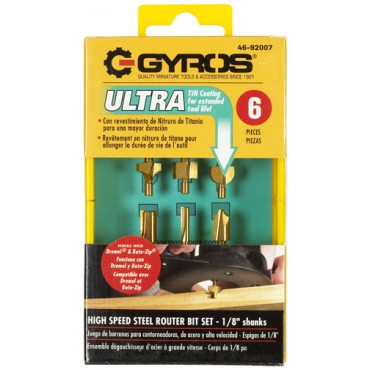 46-92007
GYROS®
QUALITY MINIATURE TOOLS & ACCESSORIES SINCE 1921
ULTRA
TIN Coating
for extended
tool life!
• Con revestimiento de Nitruro de Titanio
para una mayor duración
• Revêtement en nitrure de titane pour
allonger la durée de vie de l'outil
6
PIECES
PIEZAS
WORKS WITH
Dremel® & Roto-Zip®
Funciona con
Dremel y Roto-Zip
Compatible avec
Dremel et
Roto-Zip
HIGH SPEED STEEL ROUTER BIT SET - 1/8" shanks
Juego de barrenas para contorneadoras, de acero y alta velocidad - Espigas de 1/8"
Ensemble dégauchisseur d'acier à grande vitesse - Corps de 1/8 po